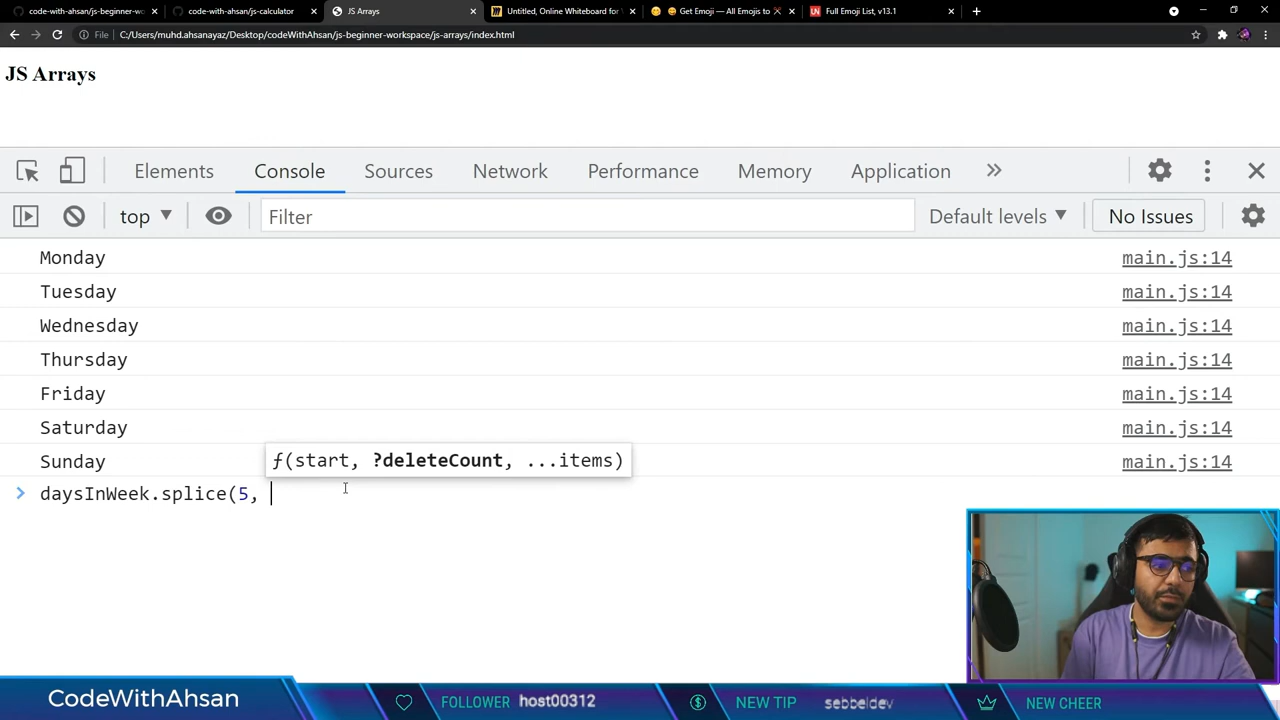 code-with-ahsan/js-beginner-wo
code-with-ahsan/js-calculator
JS Arrays
Untitled, Online Whiteboard for
Get Emoji — All Emojis to
Full Emoji List, v13.1
File
C:/Users/muhd.ahsanayaz/Desktop/codeWithAhsan/js-beginner-workspace/js-arrays/index.html
JS Arrays
Elements Console Sources Network Performance Memory Application
top Filter Default levels No Issues
Monday main.js:14
Tuesday main.js:14
Wednesday main.js:14
Thursday main.js:14
Friday main.js:14
Saturday main.js:14
Sunday main.js:14
ƒ(start, ?deleteCount, ...items)
> daysInWeek.splice(5,
CodeWithAhsan
FOLLOWER host00312
NEW TIP sebbeldev
NEW CHEER